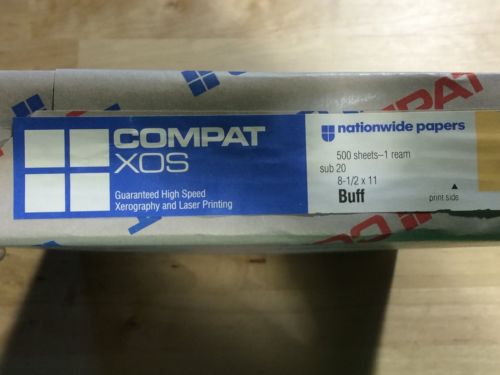 COMPAT
XOS
Guaranteed High Speed
Xerography and Laser Printing
nationwide papers
500 sheets–1 ream
sub 20
8-1/2 x 11
Buff
print side